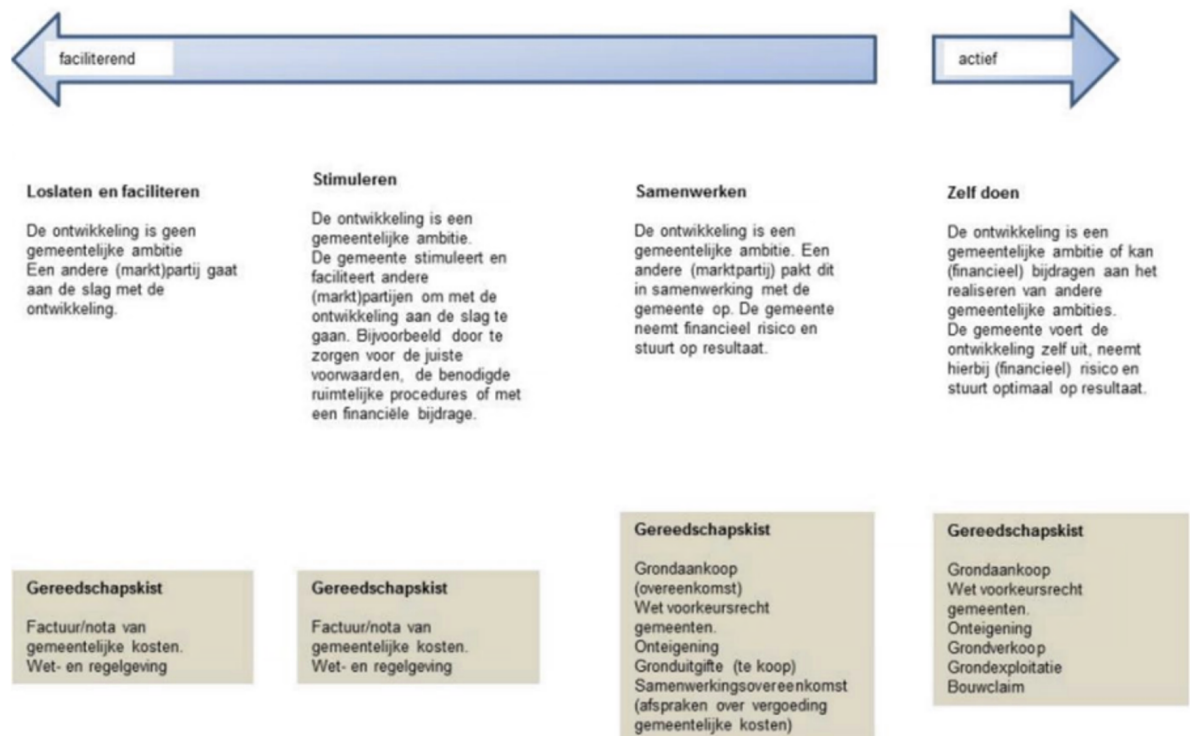 faciliterend
actief
Loslaten en faciliteren
De ontwikkeling is geen
gemeentelijke ambitie
Een andere (markt)partij gaat
aan de slag met de
ontwikkeling.
Stimuleren
De ontwikkeling is een
gemeentelijke ambitie.
De gemeente stimuleert en
faciliteert andere
(markt)partijen om met de
ontwikkeling aan de slag te
gaan. Bijvoorbeeld door te
zorgen voor de juiste
voorwaarden, de benodigde
ruimtelijke procedures of met
een financiële bijdrage.
Samenwerken
De ontwikkeling is een
gemeentelijke ambitie. Een
andere (marktpartij) pakt dit
in samenwerking met de
gemeente op. De gemeente
neemt financieel risico en
stuurt op resultaat.
Zelf doen
De ontwikkeling is een
gemeentelijke ambitie of kan
(financieel) bijdragen aan het
realiseren van andere
gemeentelijke ambities.
De gemeente voert de
ontwikkeling zelf uit, neemt
hierbij (financieel) risico en
stuurt optimaal op resultaat.
Gereedschapskist
Factuur/nota van
gemeentelijke kosten.
Wet- en regelgeving
Gereedschapskist
Factuur/nota van
gemeentelijke kosten.
Wet- en regelgeving
Gereedschapskist
Grondaankoop
(overeenkomst)
Wet voorkeursrecht
gemeenten.
Onteigening
Gronduitgifte (te koop)
Samenwerkingsovereenkomst
(afspraken over vergoeding
gemeentelijke kosten)
Gereedschapskist
Grondaankoop
Wet voorkeursrecht
gemeenten.
Onteigening
Grondverkoop
Grondexploitatie
Bouwclaim